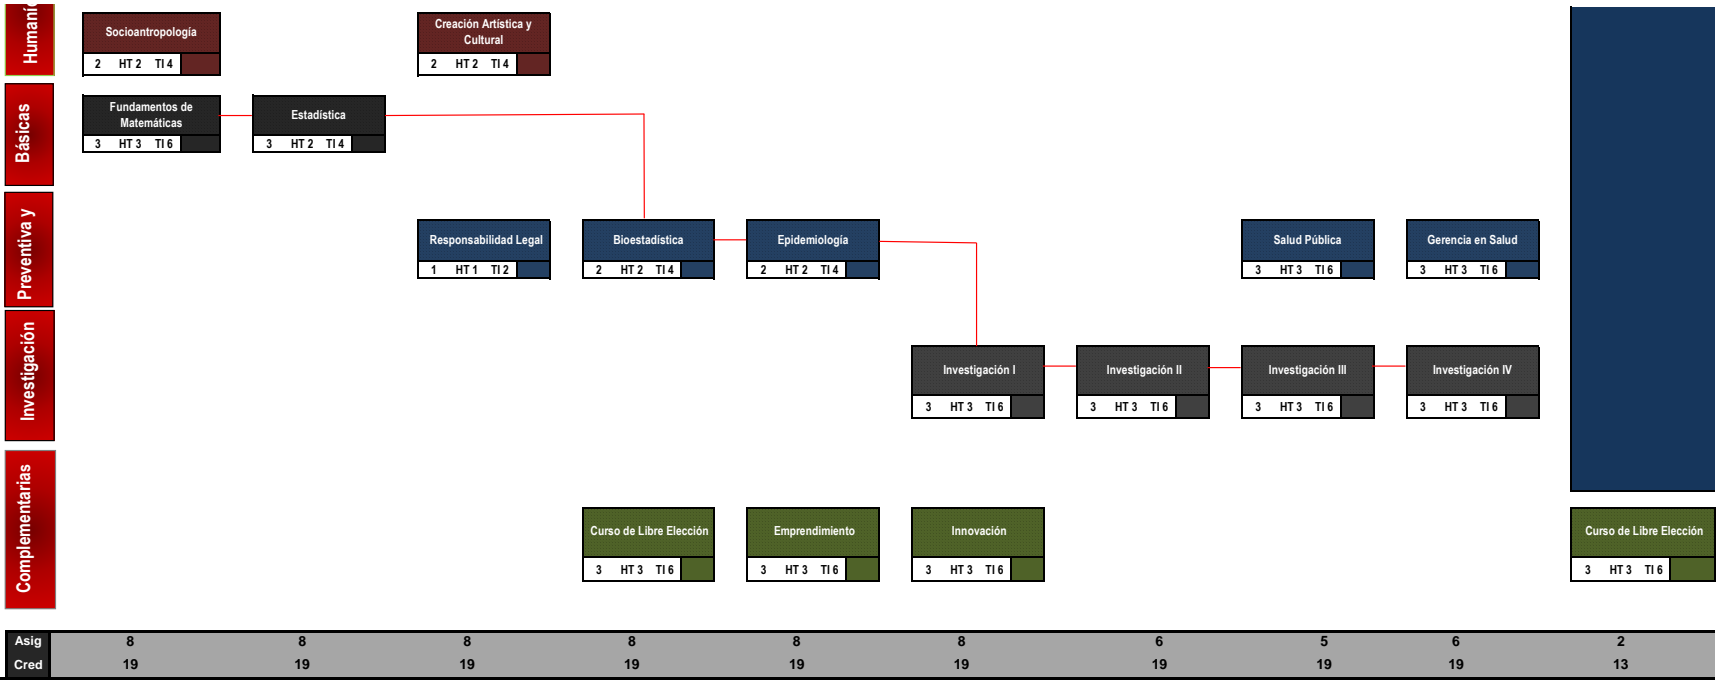 Humaní
Socioantropología
2 HT 2 TI 4
Creación Artística y
Cultural
2 HT 2 TI 4
Básicas
Fundamentos de
Matemáticas
3 HT 3 TI 6
Estadística
3 HT 2 TI 4
Preventiva y
Responsabilidad Legal
1 HT 1 TI 2
Bioestadística
2 HT 2 TI 4
Epidemiología
2 HT 2 TI 4
Salud Pública
3 HT 3 TI 6
Gerencia en Salud
3 HT 3 TI 6
Investigación
Investigación I
3 HT 3 TI 6
Investigación II
3 HT 3 TI 6
Investigación III
3 HT 3 TI 6
Investigación IV
3 HT 3 TI 6
Complementarias
Curso de Libre Elección
3 HT 3 TI 6
Emprendimiento
3 HT 3 TI 6
Innovación
3 HT 3 TI 6
Curso de Libre Elección
3 HT 3 TI 6
Asig 8 8 8 8 8 8 6 5 6 2
Cred 19 19 19 19 19 19 19 19 19 13